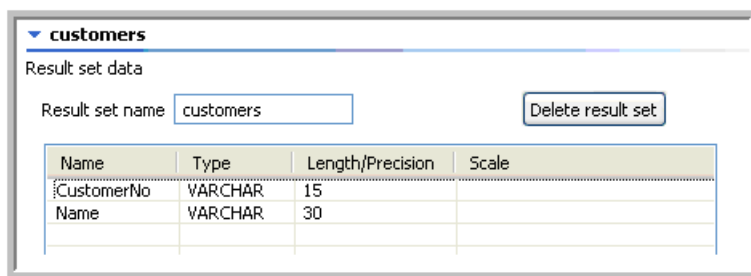 customers
Result set data
Result set name customers Delete result set
Name Type Length/Precision Scale
CustomerNo VARCHAR 15
Name VARCHAR 30